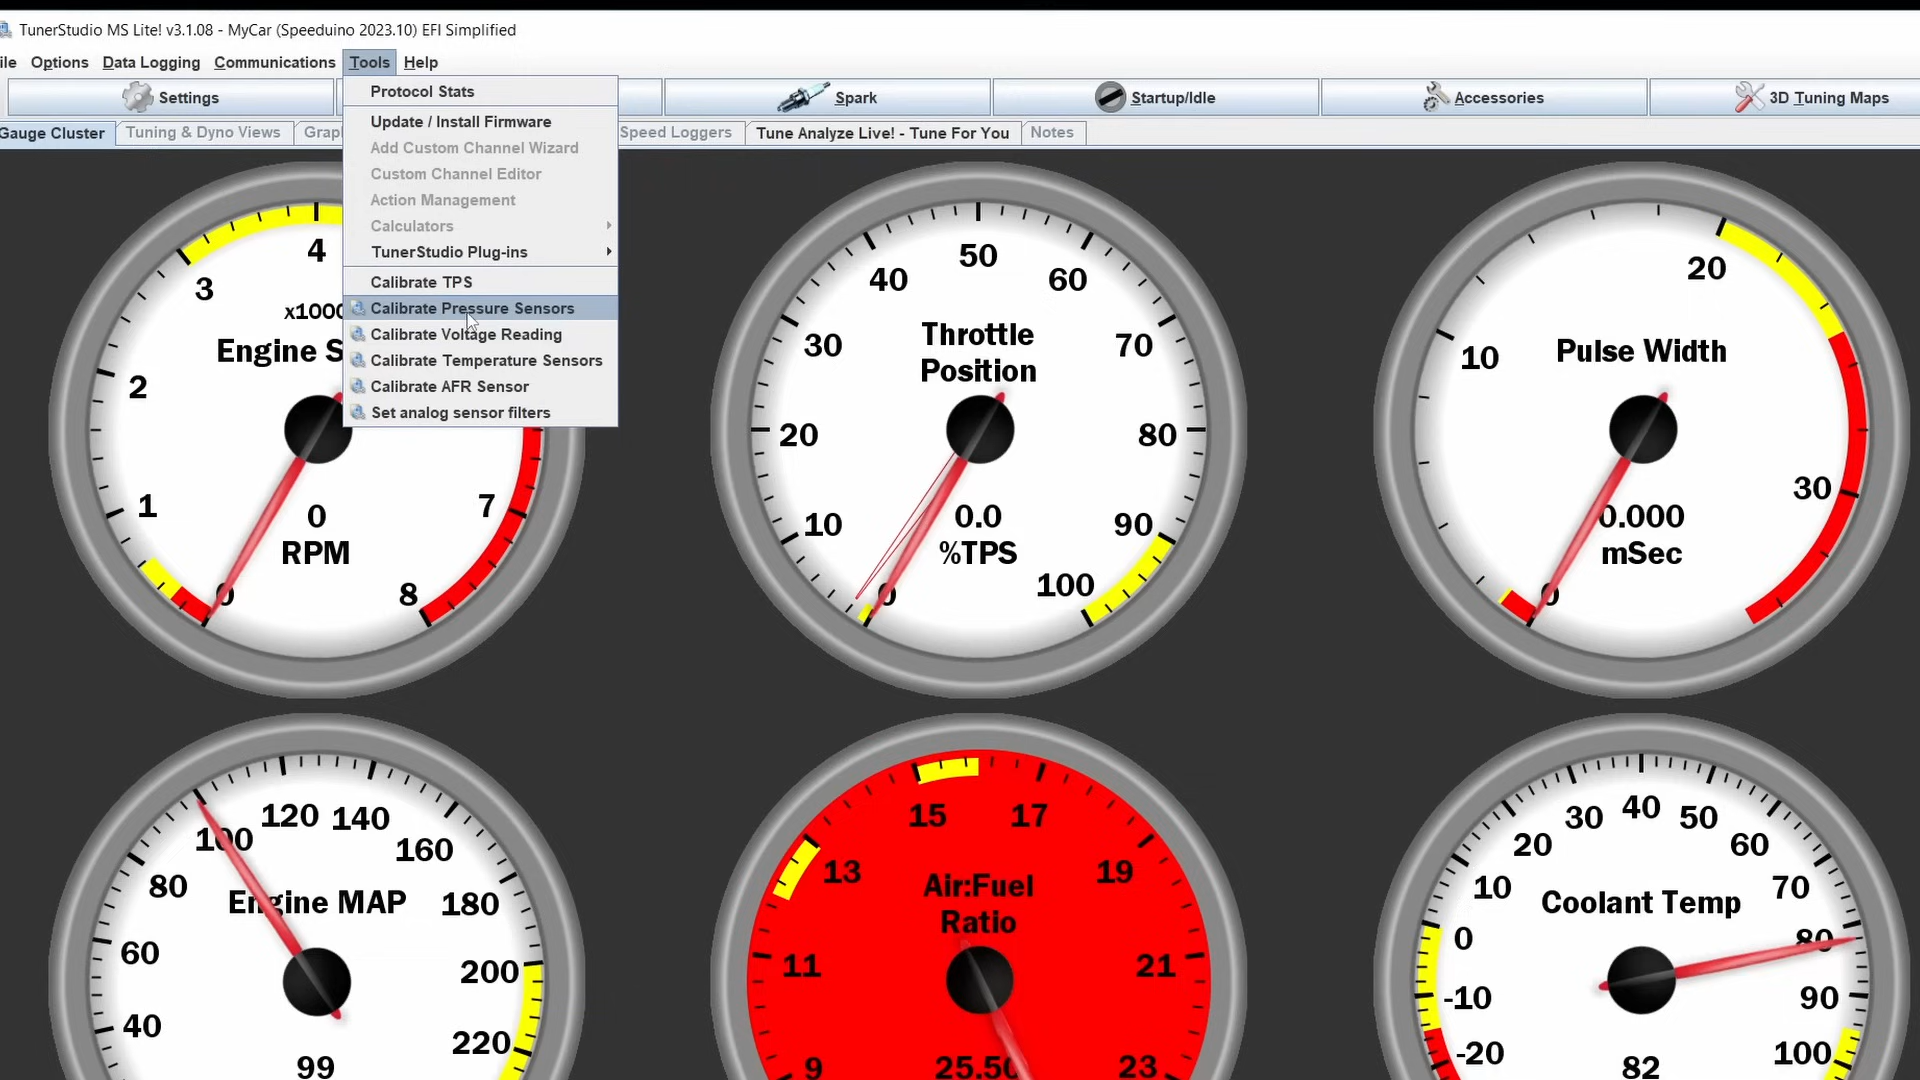 TunerStudio MS Lite! v3.1.08 - MyCar (Speeduino 2023.10) EFI Simplified
ile Options Data Logging Communications Tools Help
Settings Spark Startup/Idle Accessories 3D Tuning Maps
Gauge Cluster Tuning & Dyno Views Grap Speed Loggers Tune Analyze Live! - Tune For You Notes
Protocol Stats
Update / Install Firmware
Add Custom Channel Wizard
Custom Channel Editor
Action Management
Calculators
TunerStudio Plug-ins
Calibrate TPS
Calibrate Pressure Sensors
Calibrate Voltage Reading
Calibrate Temperature Sensors
Calibrate AFR Sensor
Set analog sensor filters
0 1 2 3 4 7 8
x1000
Engine S
0
RPM
0 10 20 30 40 50 60 70 80 90 100
Throttle
Position
0.0
%TPS
0 10 20 30
Pulse Width
0.000
mSec
40 60 80 100 120 140 160 180 200 220
Engine MAP
99
9 11 13 15 17 19 21 23
Air:Fuel
Ratio
25.50
-20 -10 0 10 20 30 40 50 60 70 80 90 100
Coolant Temp
82